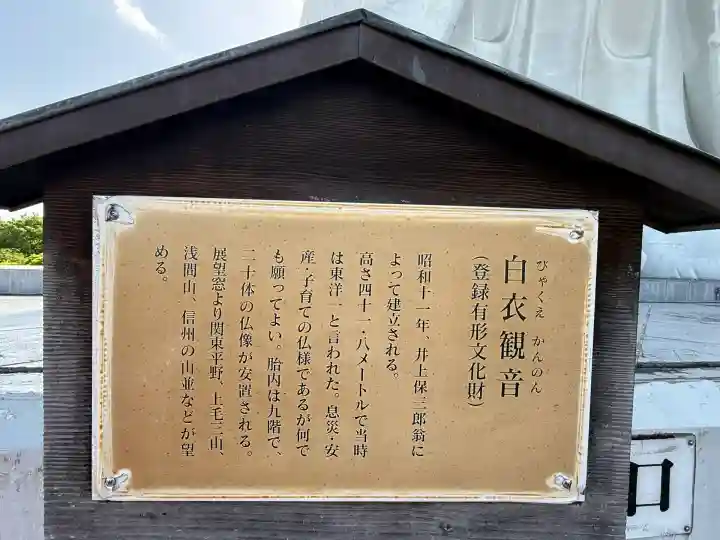 びゃくえ かんのん
白衣観音
(登録有形文化財)
昭和十一年、井上保三郎翁に
よって建立される。
高さ四十一・八メートルで当時
は東洋一と言われた。息災・安
産・子育ての仏様であるが何で
も願ってよい。胎内は九階で、
二十体の仏像が安置される。
展望窓より関東平野、上毛三山、
浅間山、信州の山並などが望
める。
口